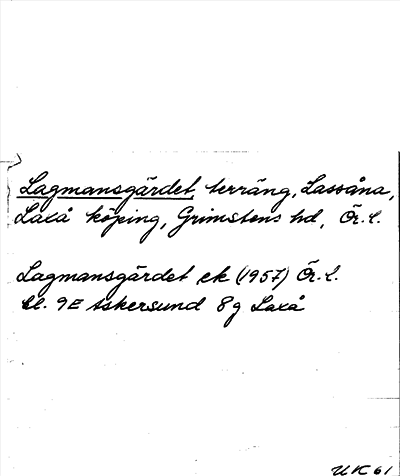 Lagmansgärdet, terräng, Lassåna,
Laxå köping, Grimstens hd, Ör. l.
Lagmansgärdet ek (1957) Ör. l.
bl. 9E Askersund 8g Laxå
UK 61